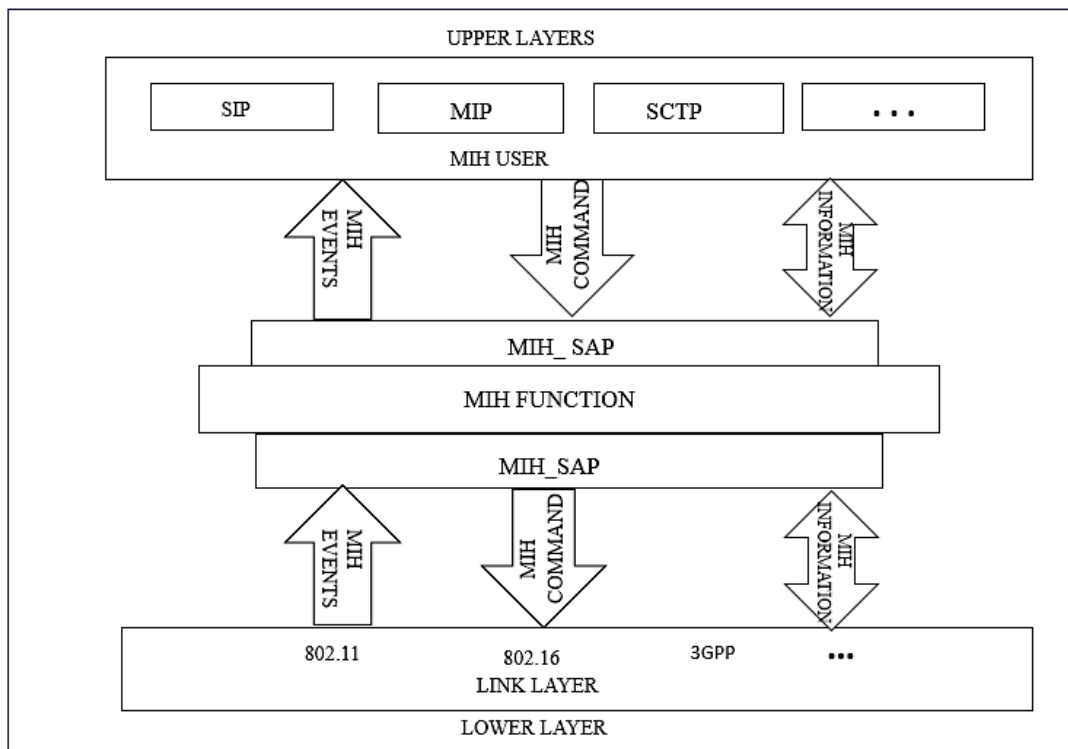 UPPER LAYERS
SIP
MIP
SCTP
...
MIH USER
MIH
EVENTS
MIH
COMMAND
MIH
INFORMATION
MIH_ SAP
MIH FUNCTION
MIH_SAP
MIH
EVENTS
MIH
COMMAND
MIH
INFORMATION
802.11
802.16
3GPP
...
LINK LAYER
LOWER LAYER